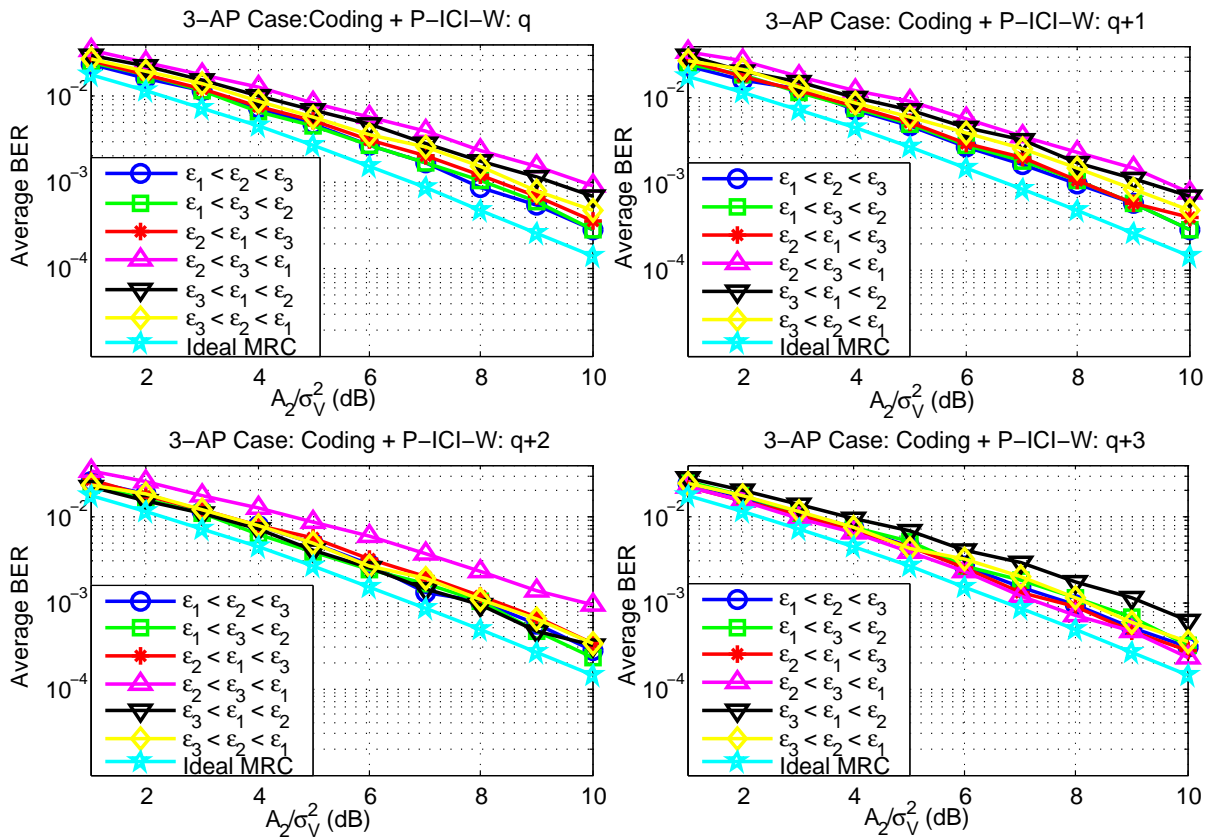 3−AP Case:Coding + P−ICI−W: q
Average BER
10^−2
10^−3
10^−4
ε1 < ε2 < ε3
ε1 < ε3 < ε2
ε2 < ε1 < ε3
ε2 < ε3 < ε1
ε3 < ε1 < ε2
ε3 < ε2 < ε1
Ideal MRC
2 4 6 8 10
A2/σ_V^2 (dB)
3−AP Case: Coding + P−ICI−W: q+1
Average BER
10^−2
10^−3
10^−4
ε1 < ε2 < ε3
ε1 < ε3 < ε2
ε2 < ε1 < ε3
ε2 < ε3 < ε1
ε3 < ε1 < ε2
ε3 < ε2 < ε1
Ideal MRC
2 4 6 8 10
A2/σ_V^2 (dB)
3−AP Case: Coding + P−ICI−W: q+2
Average BER
10^−2
10^−3
10^−4
ε1 < ε2 < ε3
ε1 < ε3 < ε2
ε2 < ε1 < ε3
ε2 < ε3 < ε1
ε3 < ε1 < ε2
ε3 < ε2 < ε1
Ideal MRC
2 4 6 8 10
A2/σ_V^2 (dB)
3−AP Case: Coding + P−ICI−W: q+3
Average BER
10^−2
10^−3
10^−4
ε1 < ε2 < ε3
ε1 < ε3 < ε2
ε2 < ε1 < ε3
ε2 < ε3 < ε1
ε3 < ε1 < ε2
ε3 < ε2 < ε1
Ideal MRC
2 4 6 8 10
A2/σ_V^2 (dB)